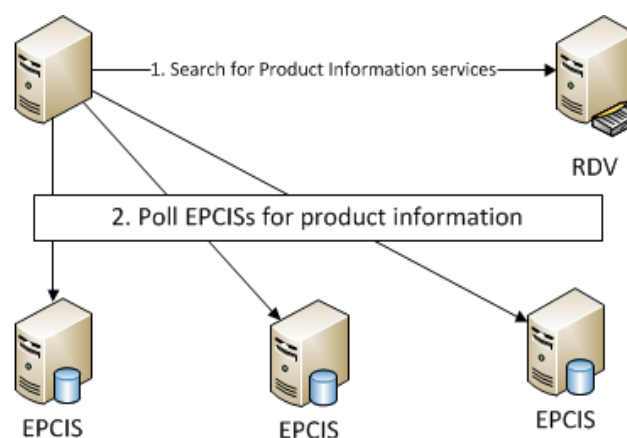 1. Search for Product Information services
RDV
2. Poll EPCISs for product information
EPCIS
EPCIS
EPCIS